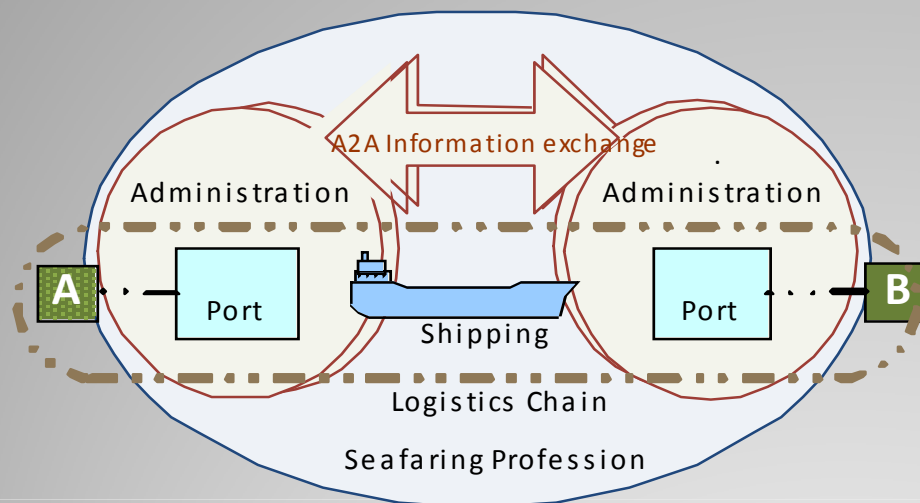 A2A Information exchange
Administration
Administration
A
B
Port
Port
Shipping
Logistics Chain
Seafaring Profession